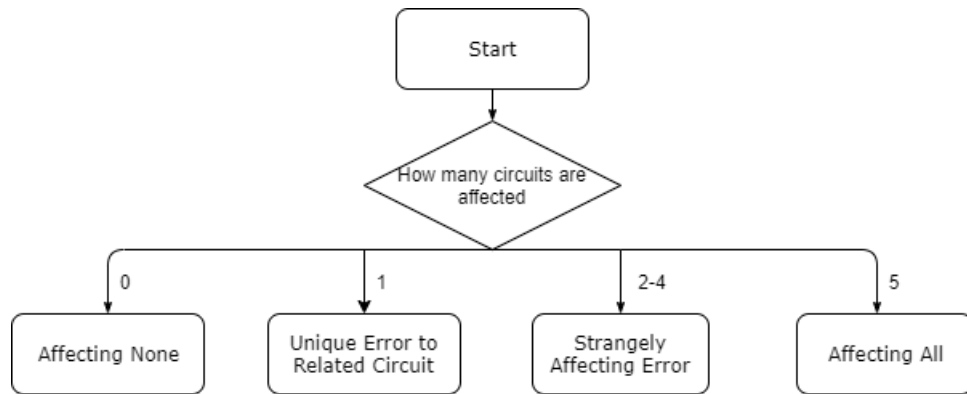 Start
How many circuits are
affected
0
1
2-4
5
Affecting None
Unique Error to
Related Circuit
Strangely
Affecting Error
Affecting All